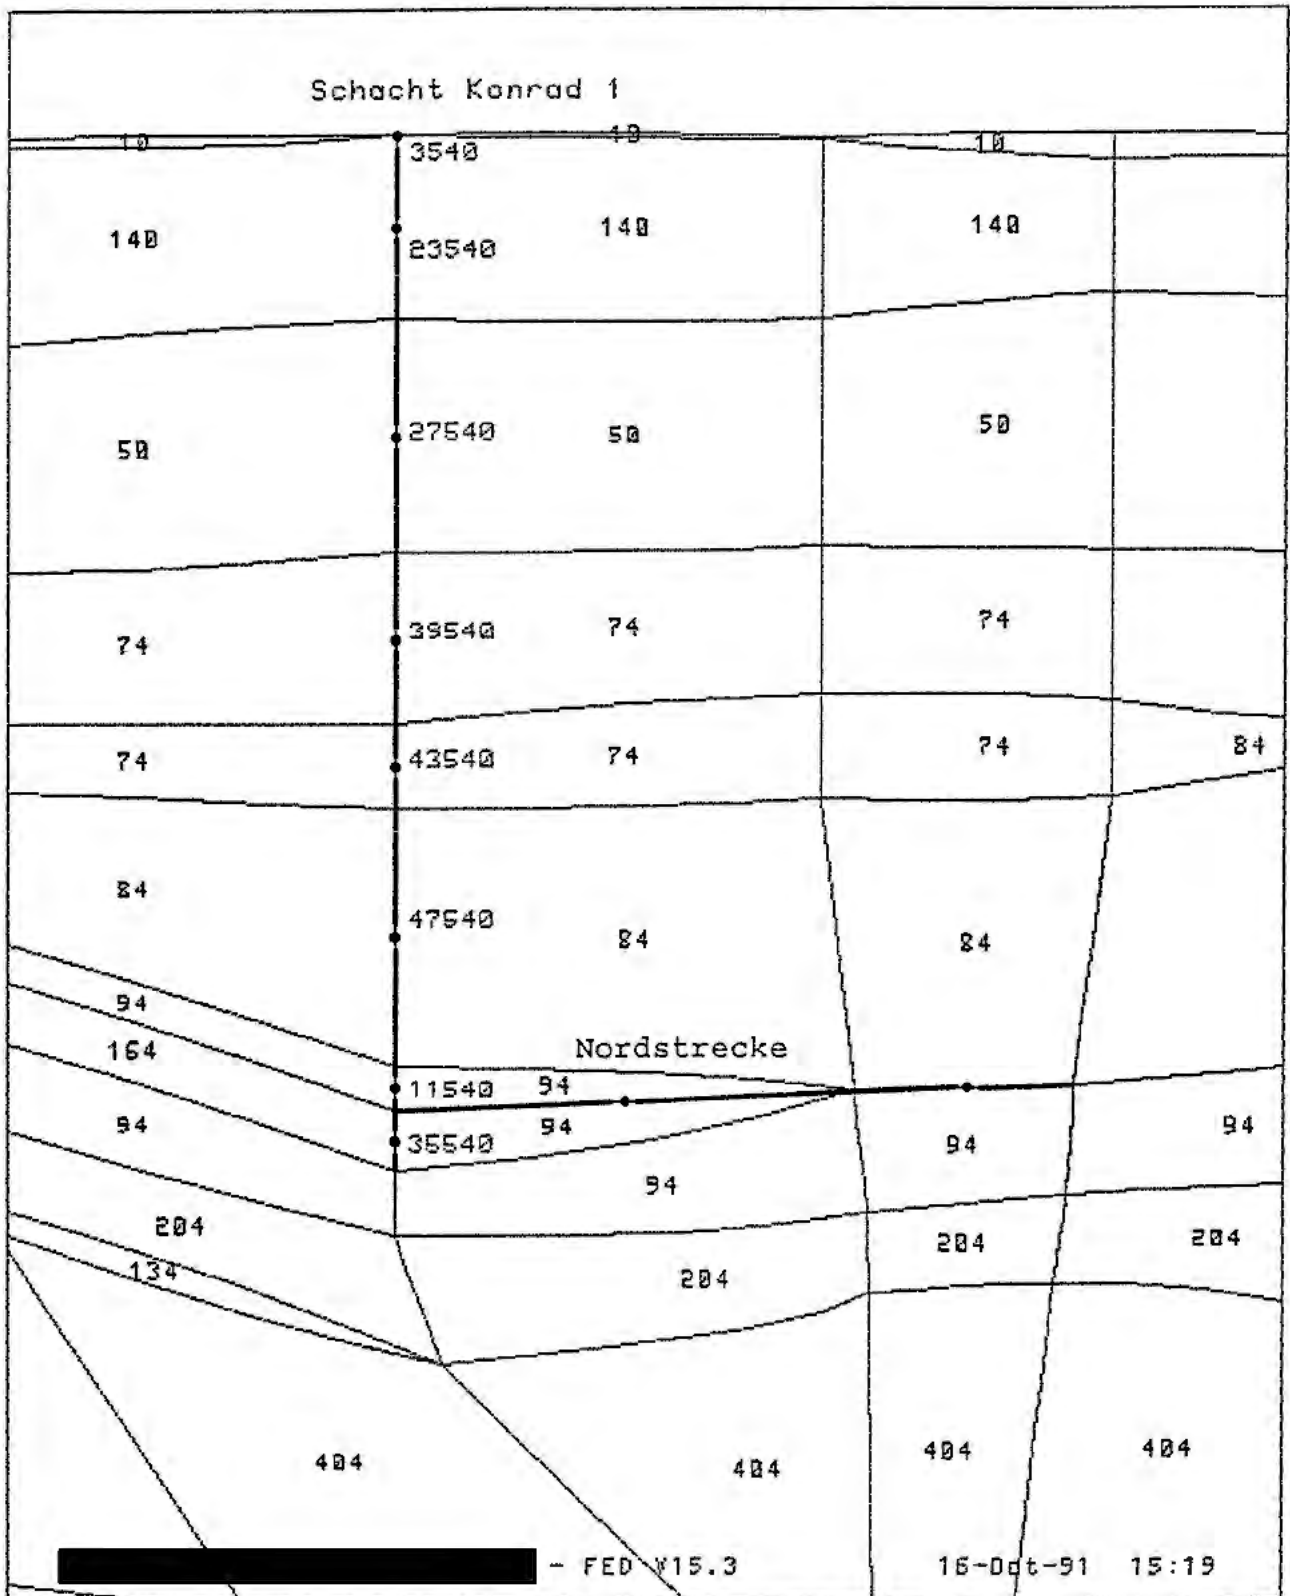 Schacht Konrad 1
10 10 10
3540
140 140 140
23540
50 27540 50 50
74 39540 74 74
74 43540 74 74 84
84 47540 84 84
94
164 Nordstrecke
11540 94
94 35540 94 94 94
94
204 204 204
134 204
404 404 404 404
- FED V15.3 16-Oct-91 15:19